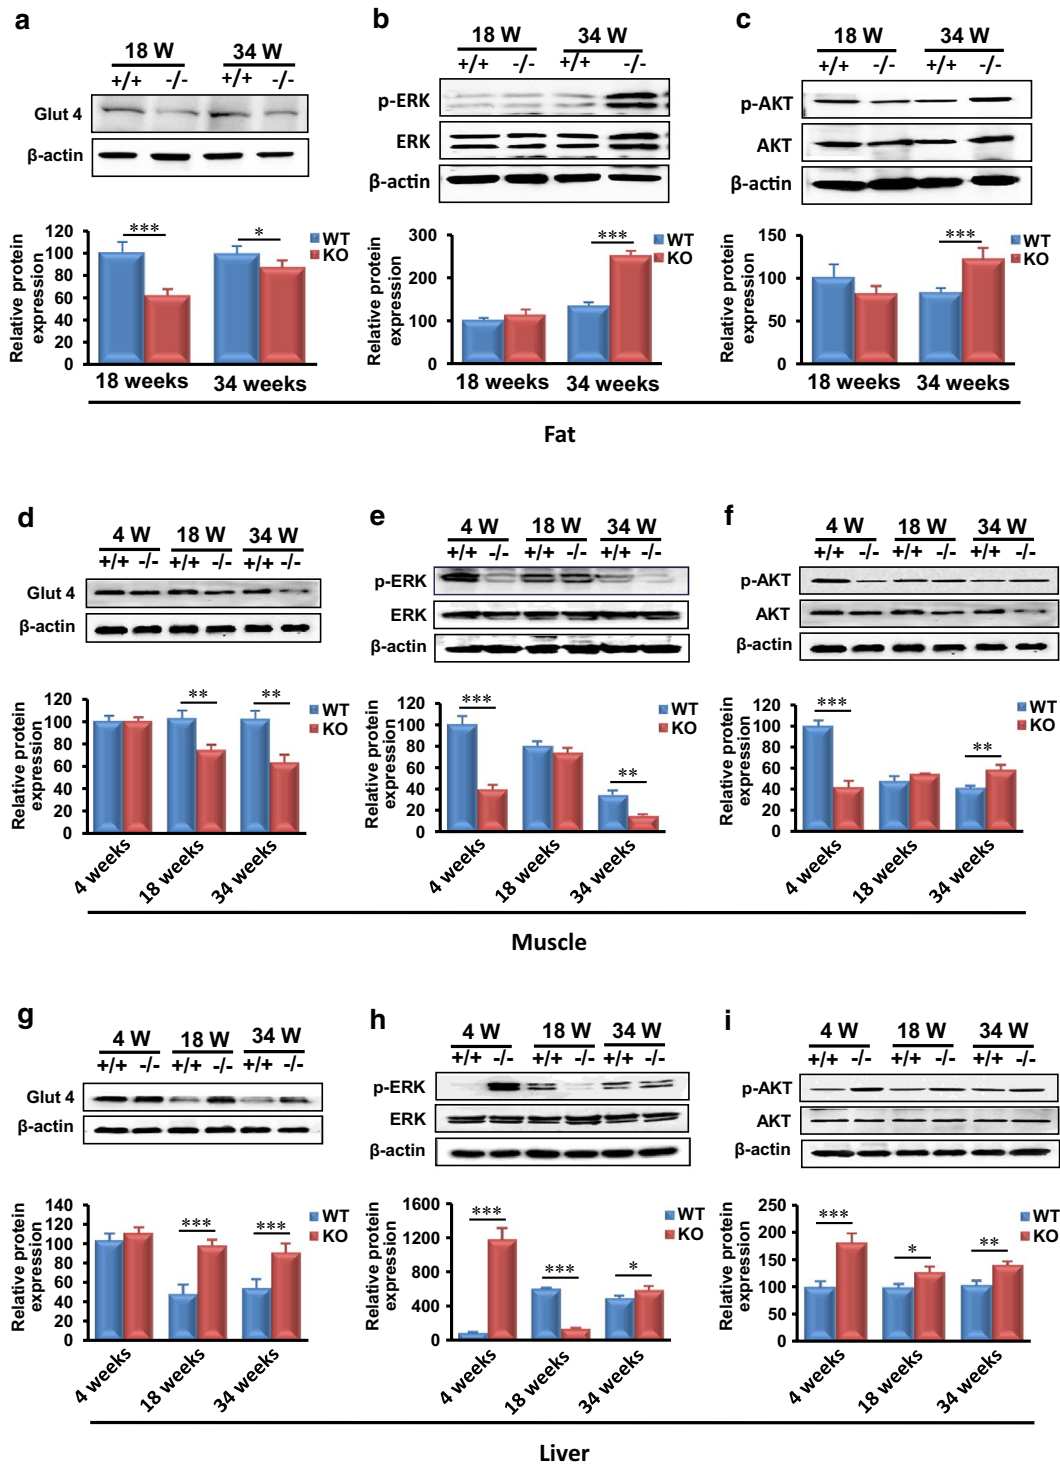 a
18 W 34 W
+/+ -/- +/+ -/-
Glut 4
β-actin
Relative protein expression
120
100
80
60
40
20
0
*** *
WT
KO
18 weeks 34 weeks
b
18 W 34 W
+/+ -/- +/+ -/-
p-ERK
ERK
β-actin
Relative protein expression
300
200
100
0
***
WT
KO
18 weeks 34 weeks
c
18 W 34 W
+/+ -/- +/+ -/-
p-AKT
AKT
β-actin
Relative protein expression
150
100
50
0
***
WT
KO
18 weeks 34 weeks
Fat
d
4 W 18 W 34 W
+/+ -/- +/+ -/- +/+ -/-
Glut 4
β-actin
Relative protein expression
120
100
80
60
40
20
0
** **
WT
KO
4 weeks 18 weeks 34 weeks
e
4 W 18 W 34 W
+/+ -/- +/+ -/- +/+ -/-
p-ERK
ERK
β-actin
Relative protein expression
120
100
80
60
40
20
0
*** **
WT
KO
4 weeks 18 weeks 34 weeks
f
4 W 18 W 34 W
+/+ -/- +/+ -/- +/+ -/-
p-AKT
AKT
β-actin
Relative protein expression
120
100
80
60
40
20
0
*** **
WT
KO
4 weeks 18 weeks 34 weeks
Muscle
g
4 W 18 W 34 W
+/+ -/- +/+ -/- +/+ -/-
Glut 4
β-actin
Relative protein expression
140
120
100
80
60
40
20
0
*** ***
WT
KO
4 weeks 18 weeks 34 weeks
h
4 W 18 W 34 W
+/+ -/- +/+ -/- +/+ -/-
p-ERK
ERK
β-actin
Relative protein expression
1600
1200
800
400
0
*** *** *
WT
KO
4 weeks 18 weeks 34 weeks
i
4 W 18 W 34 W
+/+ -/- +/+ -/- +/+ -/-
p-AKT
AKT
β-actin
Relative protein expression
250
200
150
100
50
0
*** * **
WT
KO
4 weeks 18 weeks 34 weeks
Liver